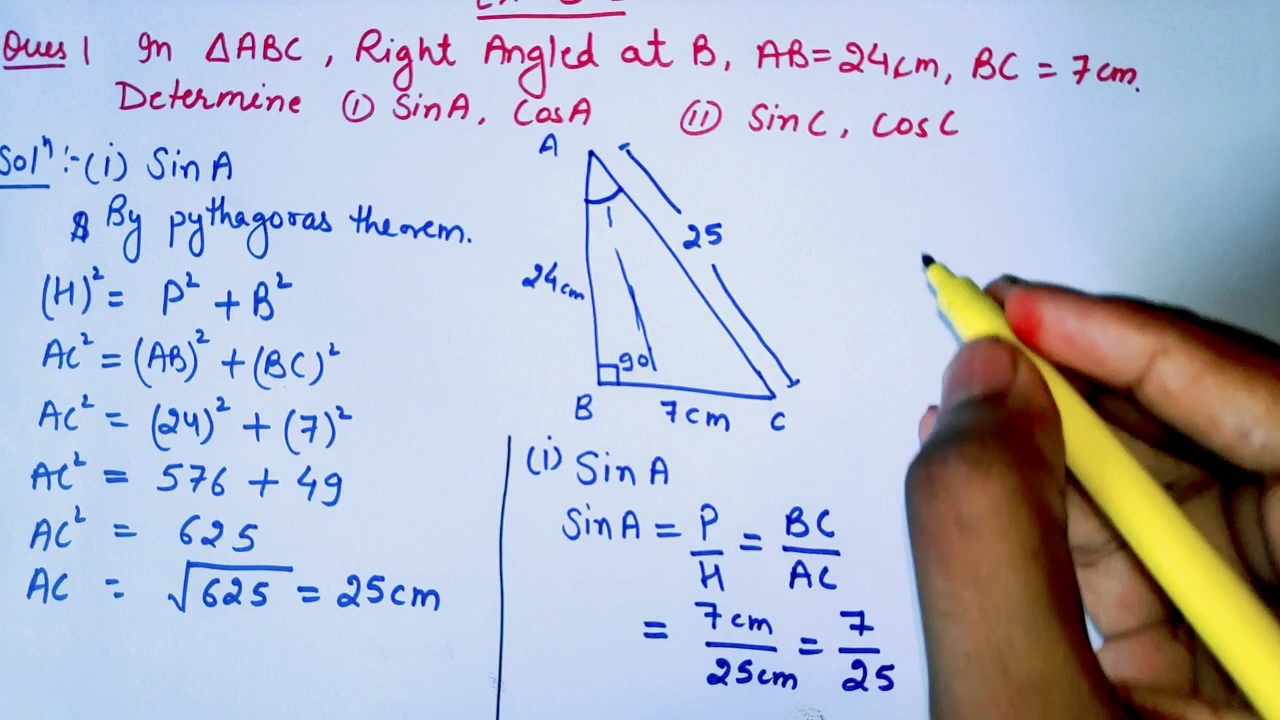 Ques 1 In △ABC, Right Angled at B, AB=24cm, BC = 7cm.
Determine (i) SinA, CosA (ii) SinC, CosC
Solⁿ :- (i) Sin A
By pythagoras theorem.
(H)² = P² + B²
AC² = (AB)² + (BC)²
AC² = (24)² + (7)²
AC² = 576 + 49
AC² = 625
AC = √625 = 25cm
A
25
24cm
90
B 7cm C
(i) Sin A
Sin A = P/H = BC/AC
= 7cm/25cm = 7/25